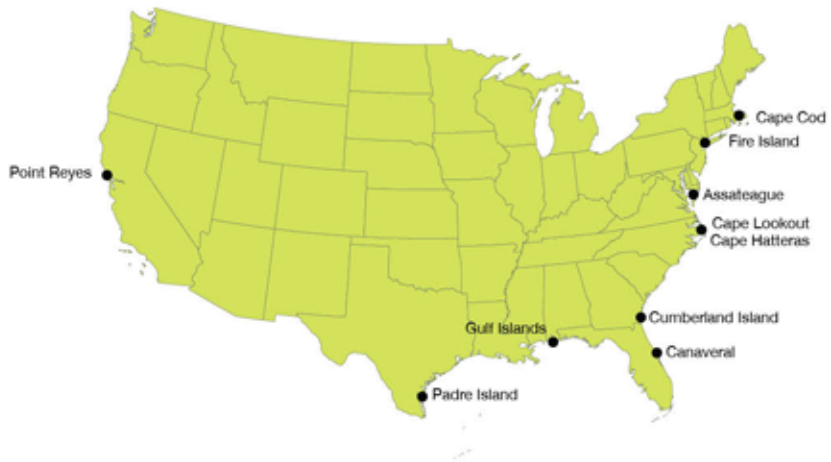 Cape Cod
Fire Island
Point Reyes
Assateague
Cape Lookout
Cape Hatteras
Cumberland Island
Gulf Islands
Canaveral
Padre Island